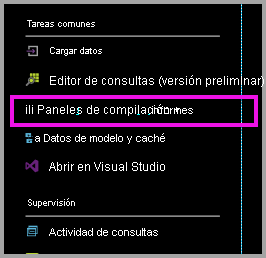 Tareas comunes
Cargar datos
Editor de consultas (versión preliminar)
ili Paneles de compilación
a Datos de modelo y caché
Abrir en Visual Studio
Supervisión
Actividad de consultas